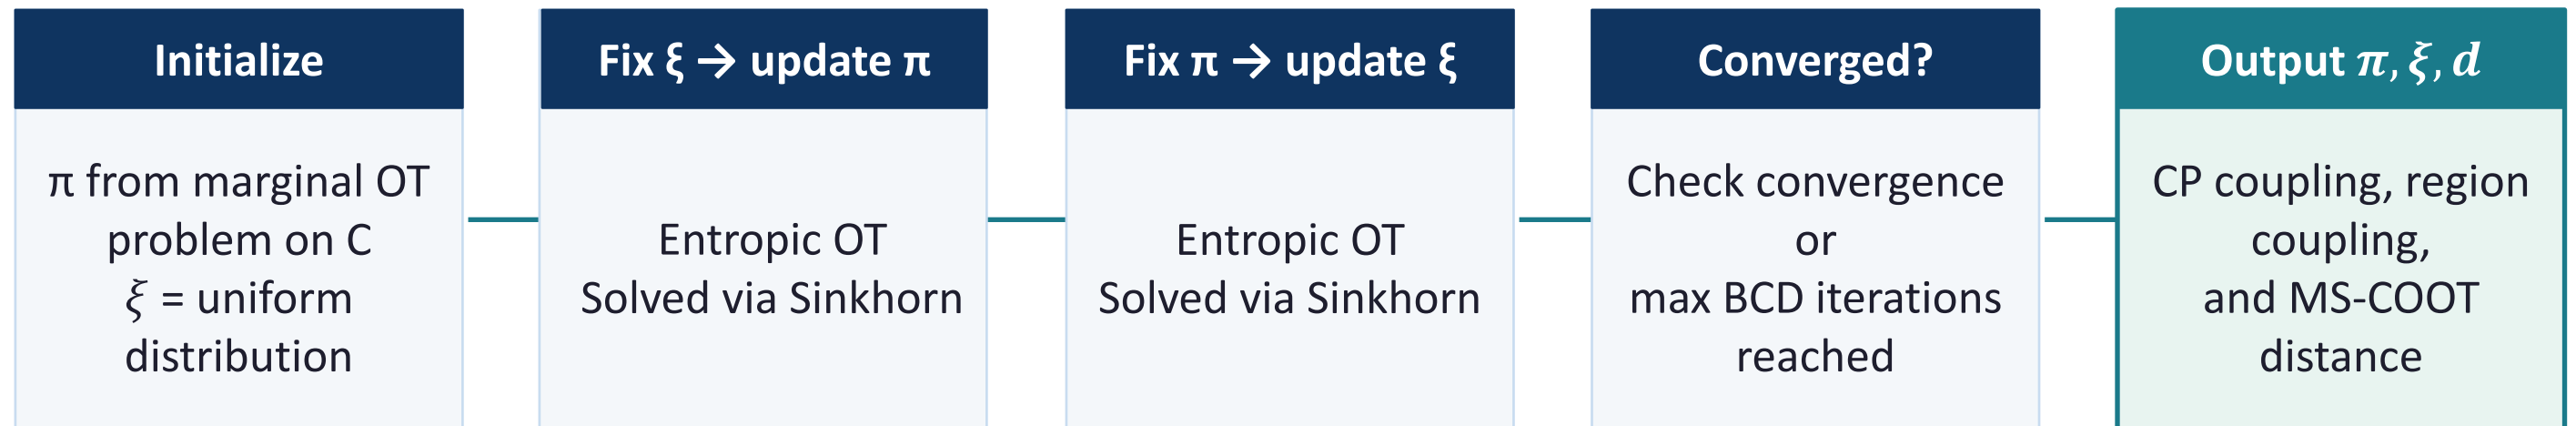 Initialize
π from marginal OT
problem on C
ξ = uniform
distribution
Fix ξ → update π
Entropic OT
Solved via Sinkhorn
Fix π → update ξ
Entropic OT
Solved via Sinkhorn
Converged?
Check convergence
or
max BCD iterations
reached
Output π, ξ, d
CP coupling, region
coupling,
and MS-COOT
distance